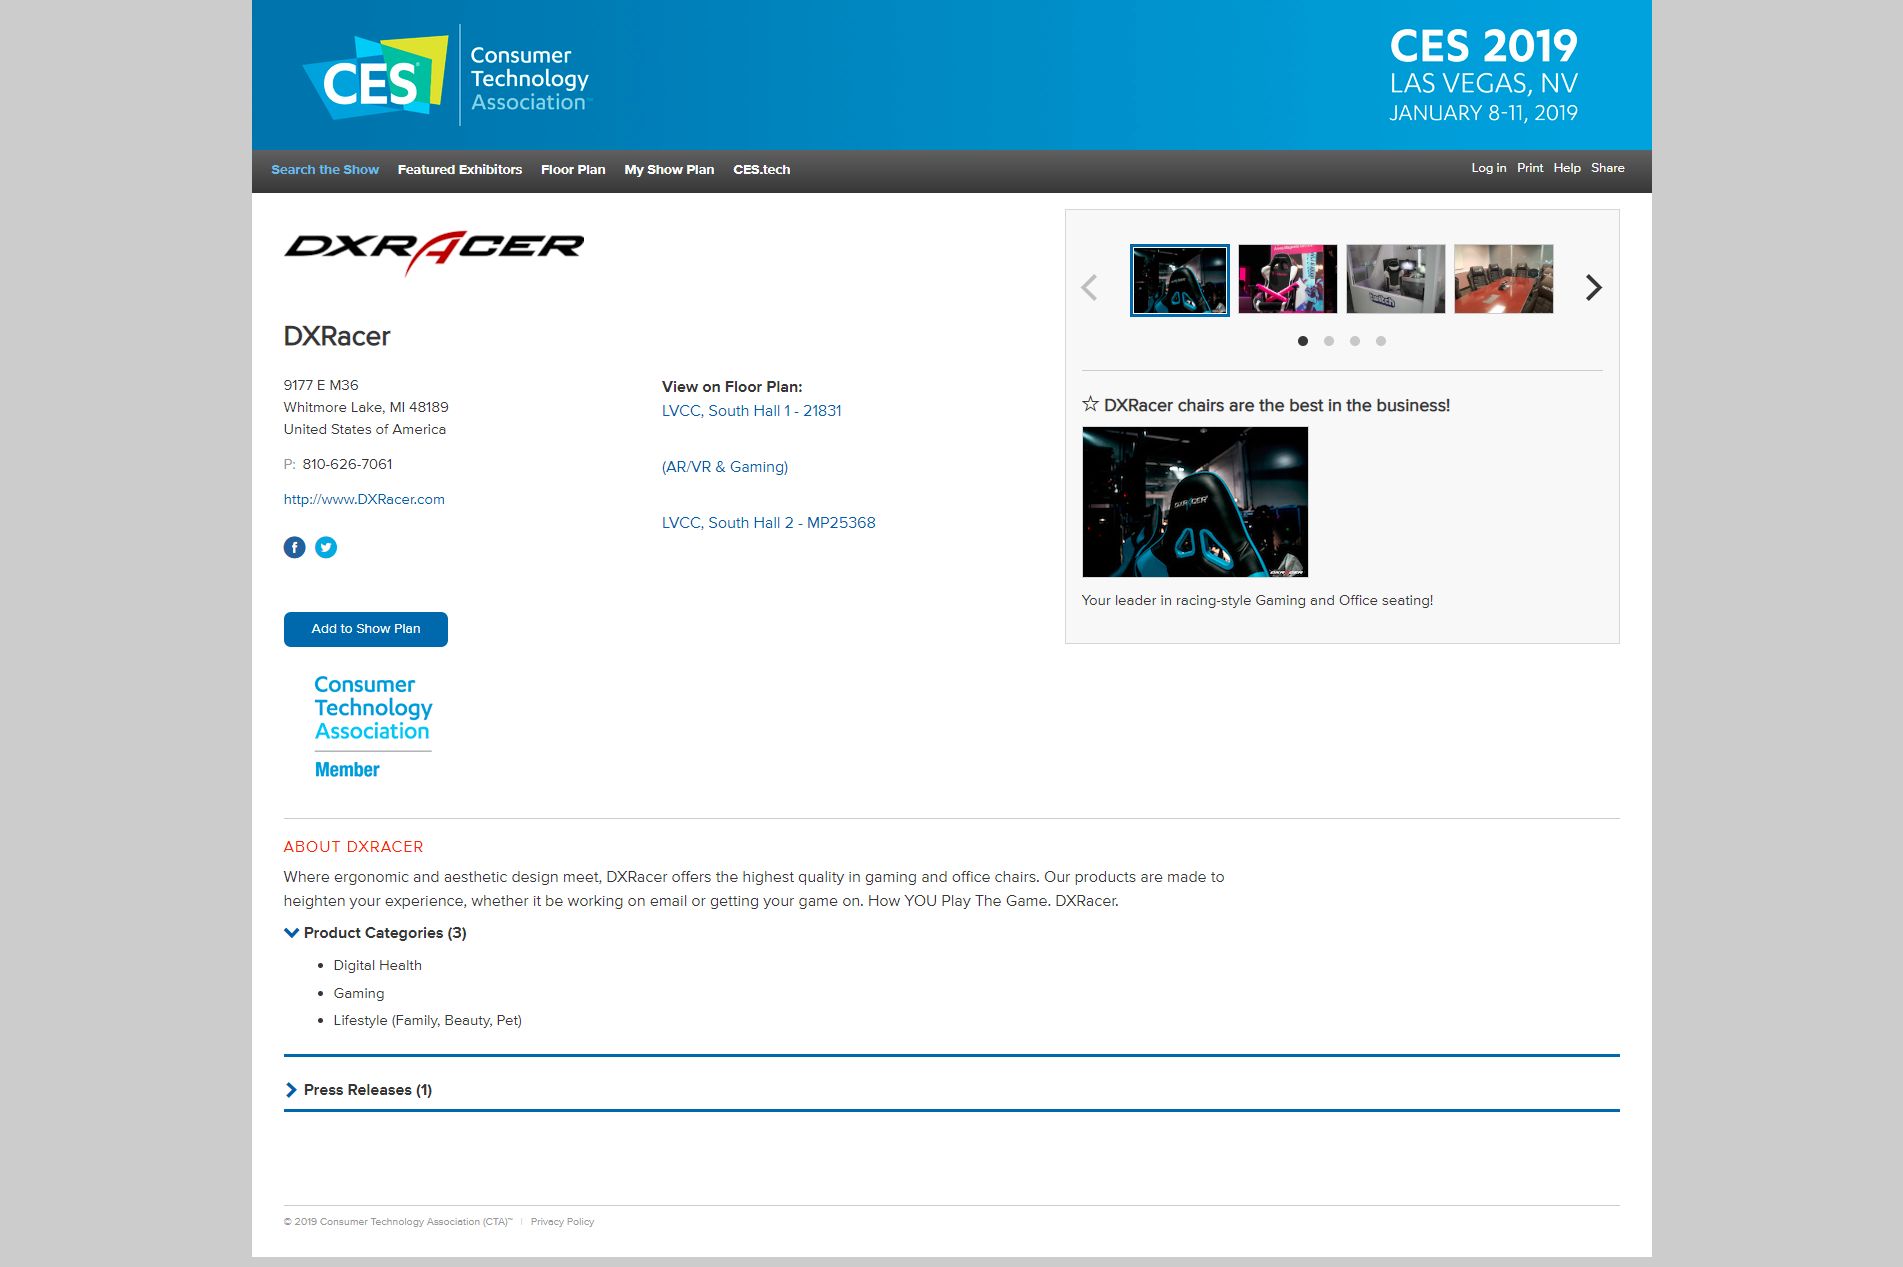 CES
Consumer
Technology
Association™
CES 2019
LAS VEGAS, NV
JANUARY 8-11, 2019
Search the Show Featured Exhibitors Floor Plan My Show Plan CES.tech
Log in Print Help Share
DXRACER
DXRacer
9177 E M36
Whitmore Lake, MI 48189
United States of America
P: 810-626-7061
http://www.DXRacer.com
View on Floor Plan:
LVCC, South Hall 1 - 21831
(AR/VR & Gaming)
LVCC, South Hall 2 - MP25368
twitch
DXRacer chairs are the best in the business!
DXRACER
DXRACER
Your leader in racing-style Gaming and Office seating!
Add to Show Plan
Consumer
Technology
Association
Member
ABOUT DXRACER
Where ergonomic and aesthetic design meet, DXRacer offers the highest quality in gaming and office chairs. Our products are made to
heighten your experience, whether it be working on email or getting your game on. How YOU Play The Game. DXRacer.
Product Categories (3)
• Digital Health
• Gaming
• Lifestyle (Family, Beauty, Pet)
Press Releases (1)
© 2019 Consumer Technology Association (CTA)™ | Privacy Policy